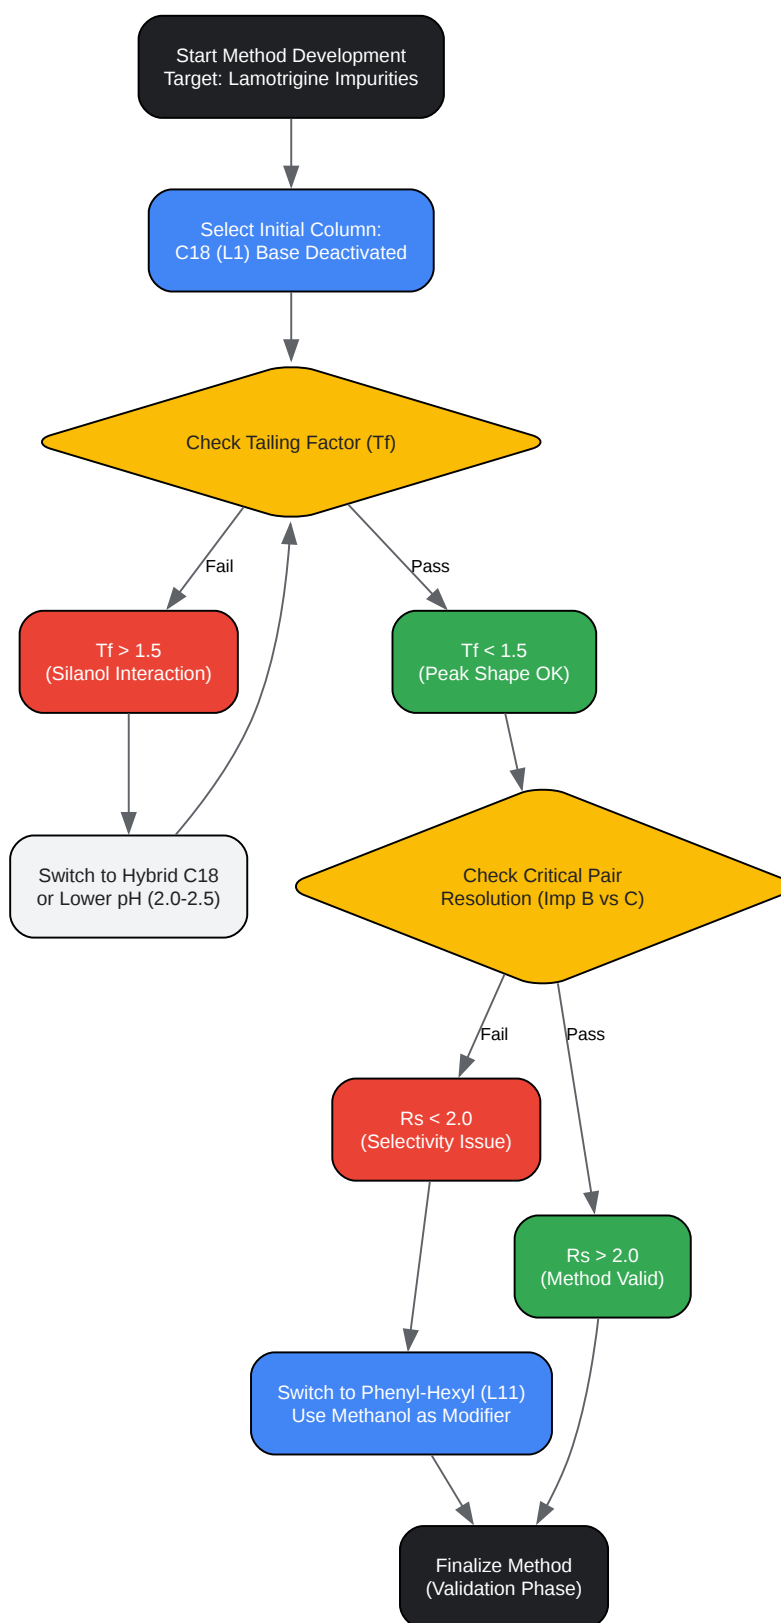 Start Method Development
Target: Lamotrigine Impurities
Select Initial Column:
C18 (L1) Base Deactivated
Check Tailing Factor (Tf)
Fail
Pass
Tf > 1.5
(Silanol Interaction)
Tf < 1.5
(Peak Shape OK)
Switch to Hybrid C18
or Lower pH (2.0-2.5)
Check Critical Pair
Resolution (Imp B vs C)
Fail
Pass
Rs < 2.0
(Selectivity Issue)
Rs > 2.0
(Method Valid)
Switch to Phenyl-Hexyl (L11)
Use Methanol as Modifier
Finalize Method
(Validation Phase)